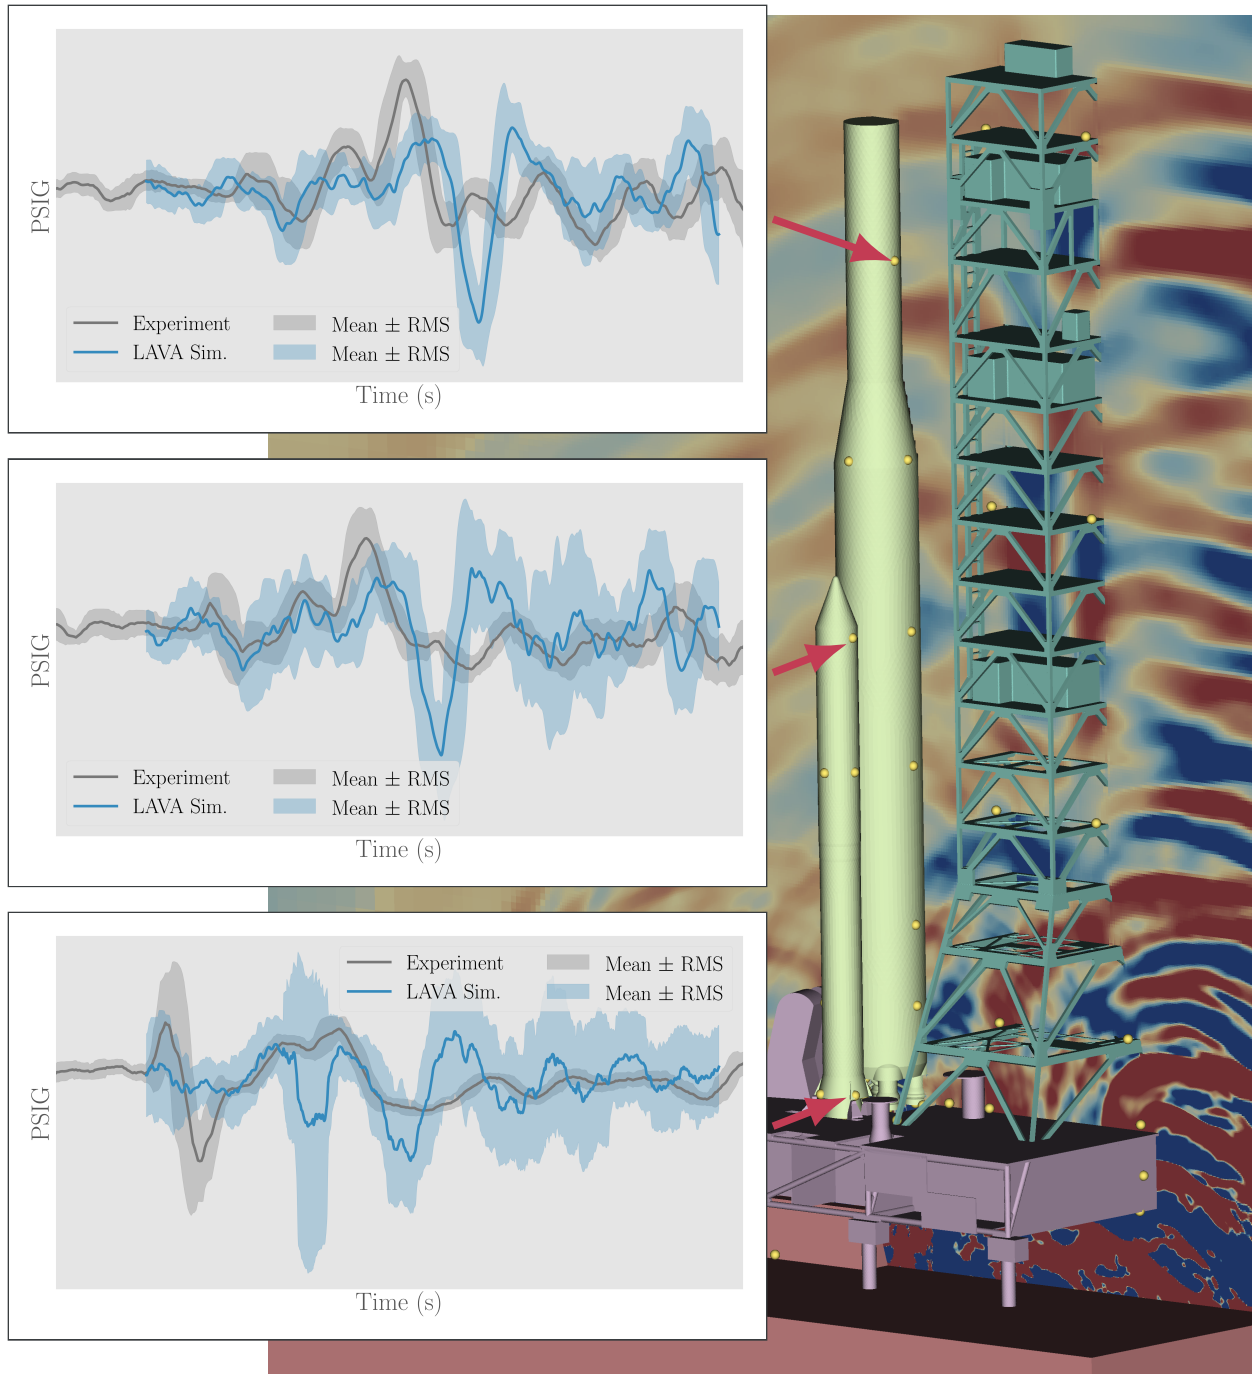 PSIG
Experiment Mean ± RMS
LAVA Sim. Mean ± RMS
Time (s)
PSIG
Experiment Mean ± RMS
LAVA Sim. Mean ± RMS
Time (s)
Experiment Mean ± RMS
LAVA Sim. Mean ± RMS
PSIG
Time (s)